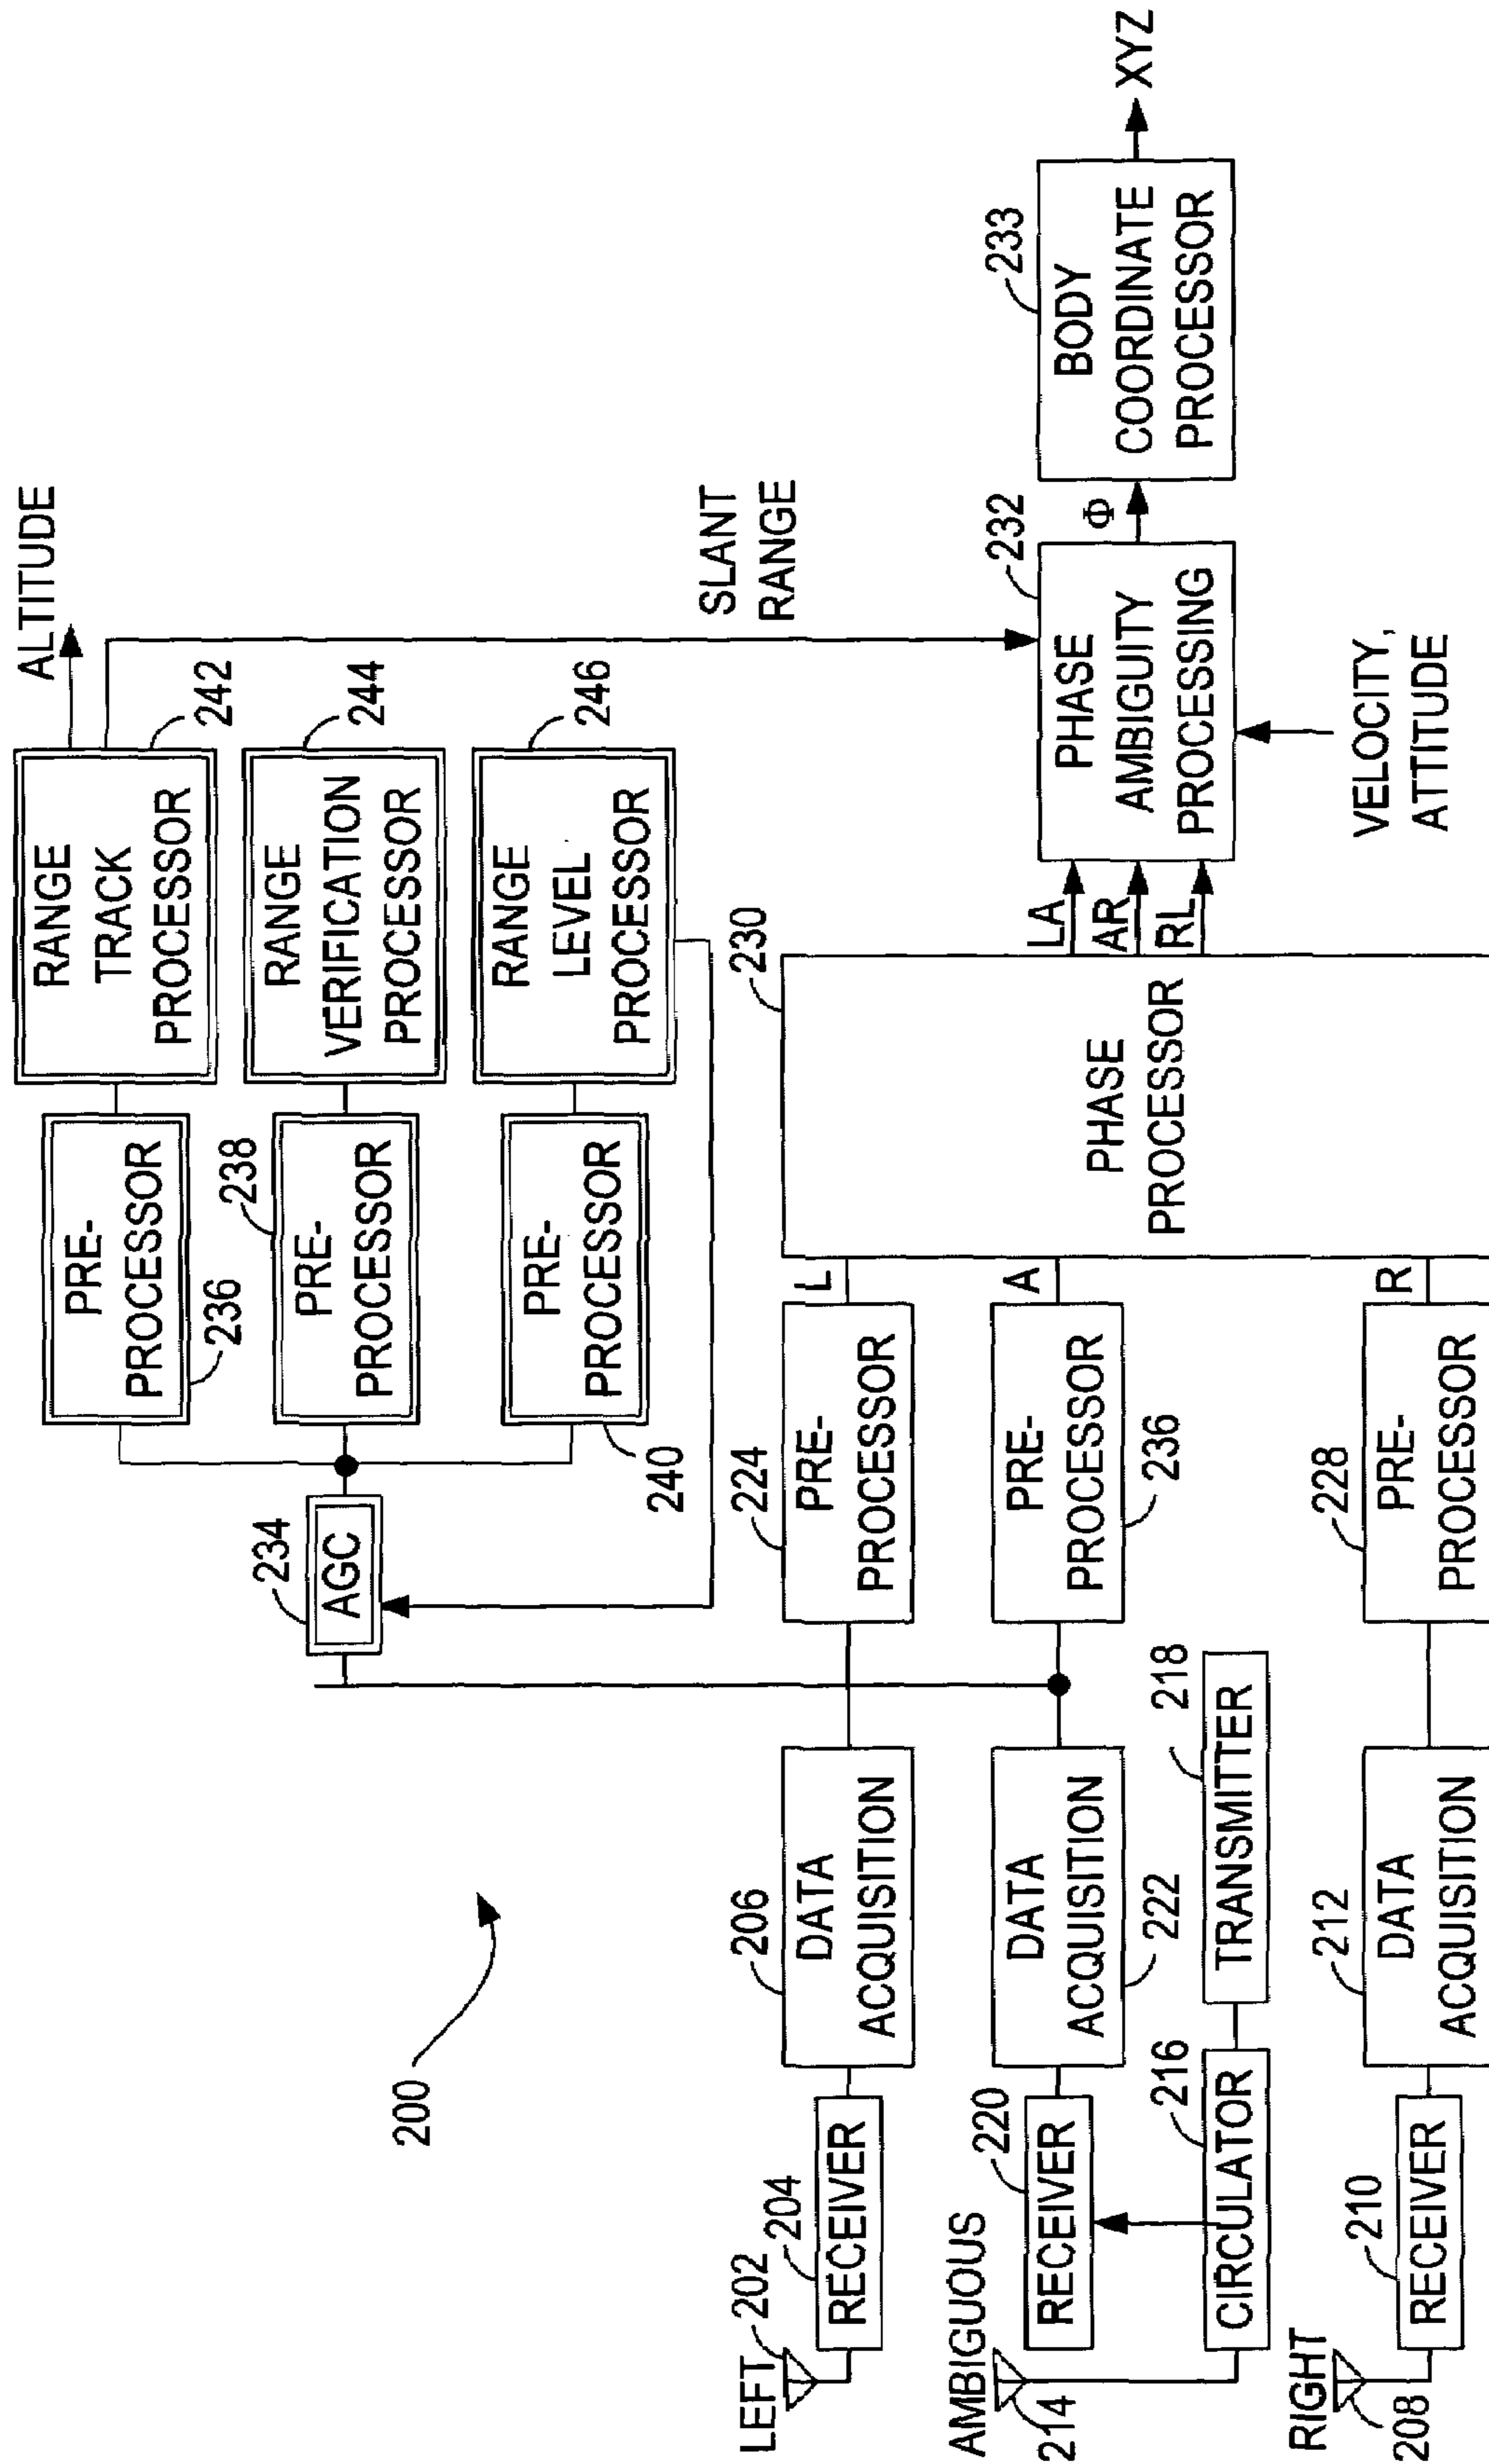 200
ALTITUDE
RANGE
TRACK
PROCESSOR
242
PRE-
PROCESSOR
236
RANGE
VERIFICATION
PROCESSOR
244
238
PRE-
PROCESSOR
RANGE
LEVEL
PROCESSOR
246
PRE-
PROCESSOR
240
234
AGC
SLANT
RANGE
LEFT
202
204
RECEIVER
206
DATA
ACQUISITION
224
PRE-
PROCESSOR
L
AMBIGUOUS
214
220
RECEIVER
DATA
ACQUISITION
222
PRE-
PROCESSOR
236
A
216
CIRCULATOR
218
TRANSMITTER
RIGHT
208
210
RECEIVER
212
DATA
ACQUISITION
228
PRE-
PROCESSOR
R
230
PHASE
PROCESSOR
LA
AR
RL
232
PHASE
AMBIGUITY
PROCESSING
VELOCITY,
ATTITUDE
Φ
233
BODY
COORDINATE
PROCESSOR
XYZ